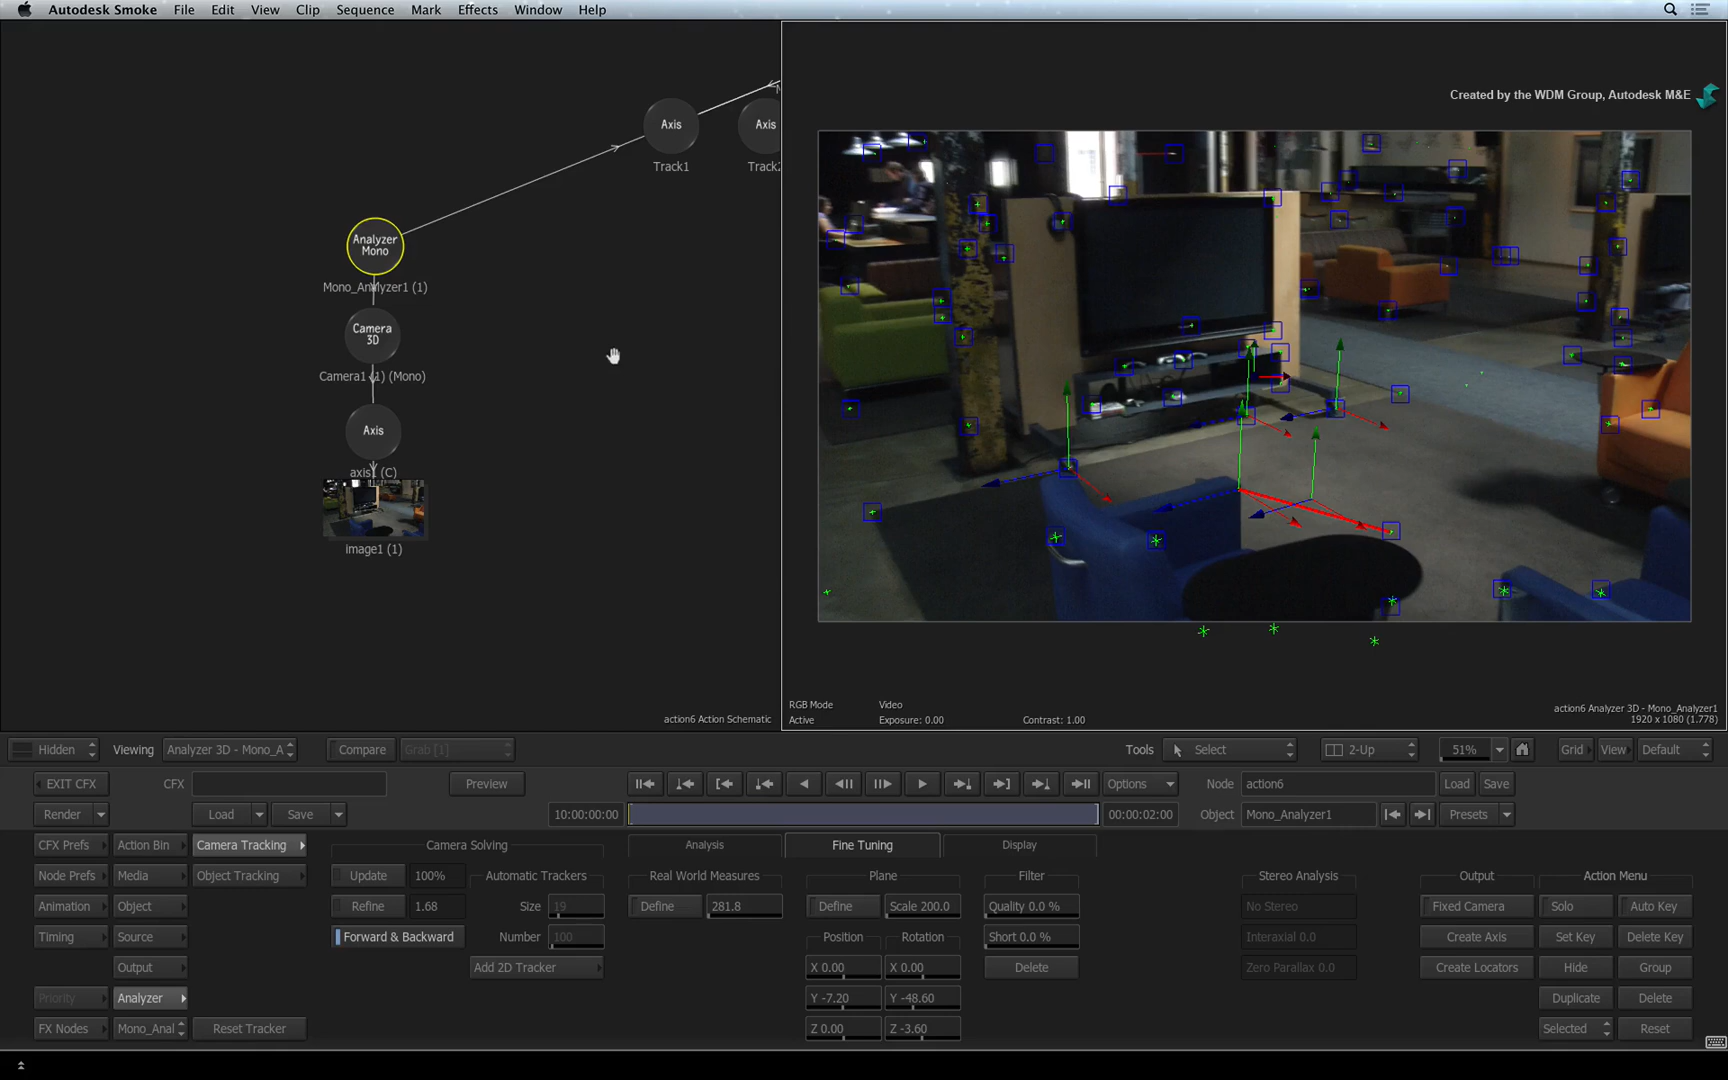 Autodesk Smoke File Edit View Clip Sequence Mark Effects Window Help
Created by the WDM Group, Autodesk M&E
Axis
Axis
Track1
Track2
Analyzer
Mono
Mono_Analyzer1 (1)
Camera
3D
Camera1 (1) (Mono)
Axis
axis1 (C)
image1 (1)
action6 Action Schematic
RGB Mode Video
Active Exposure: 0.00 Contrast: 1.00
action6 Analyzer 3D - Mono_Analyzer1
1920 x 1080 (1.778)
Hidden Viewing Analyzer 3D - Mono_A Compare Grab [1] Tools Select 2-Up 51% Grid View Default
EXIT CFX CFX Preview Options Node action6 Load Save
Render Load Save 10:00:00:00 00:00:02:00 Object Mono_Analyzer1 Presets
CFX Prefs Action Bin Camera Tracking Camera Solving Analysis Fine Tuning Display
Node Prefs Media Object Tracking Update 100% Automatic Trackers Real World Measures Plane Filter Stereo Analysis Output Action Menu
Animation Object Refine 1.68 Size 19 Define 281.8 Define Scale 200.0 Quality 0.0 % No Stereo Fixed Camera Solo Auto Key
Timing Source Forward & Backward Number 100 Position Rotation Short 0.0 % Interaxial 0.0 Create Axis Set Key Delete Key
Output Add 2D Tracker X 0.00 X 0.00 Delete Zero Parallax 0.0 Create Locators Hide Group
Priority Analyzer Y -7.20 Y -48.60 Duplicate Delete
FX Nodes Mono_Anal Reset Tracker Z 0.00 Z -3.60 Selected Reset